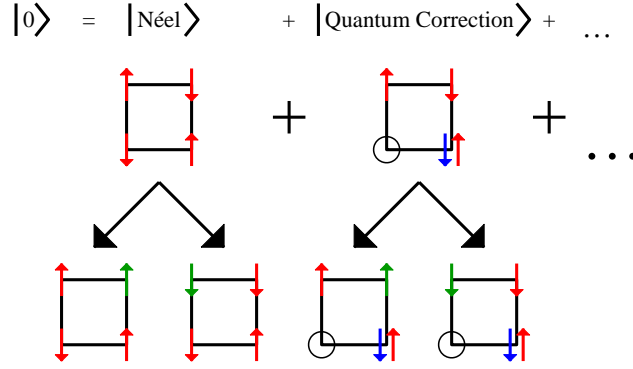 |0⟩ = |Néel⟩ + |Quantum Correction⟩ + ...
+ + ...